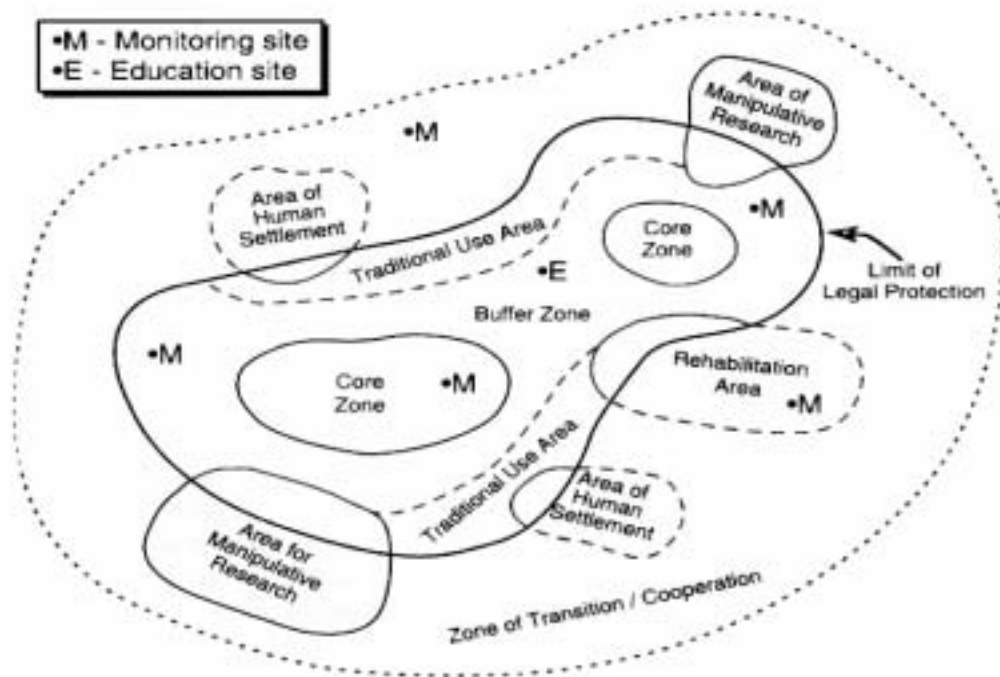 •M - Monitoring site
•E - Education site
Area of
Manipulative
Research
•M
Area of
Human
Settlement
Traditional Use Area
•M
Core
Zone
•E
Limit of
Legal Protection
Buffer Zone
•M
Rehabilitation
Area
•M
Core
Zone
•M
Traditional Use Area
Area of
Human
Settlement
Area for
Manipulative
Research
Zone of Transition / Cooperation